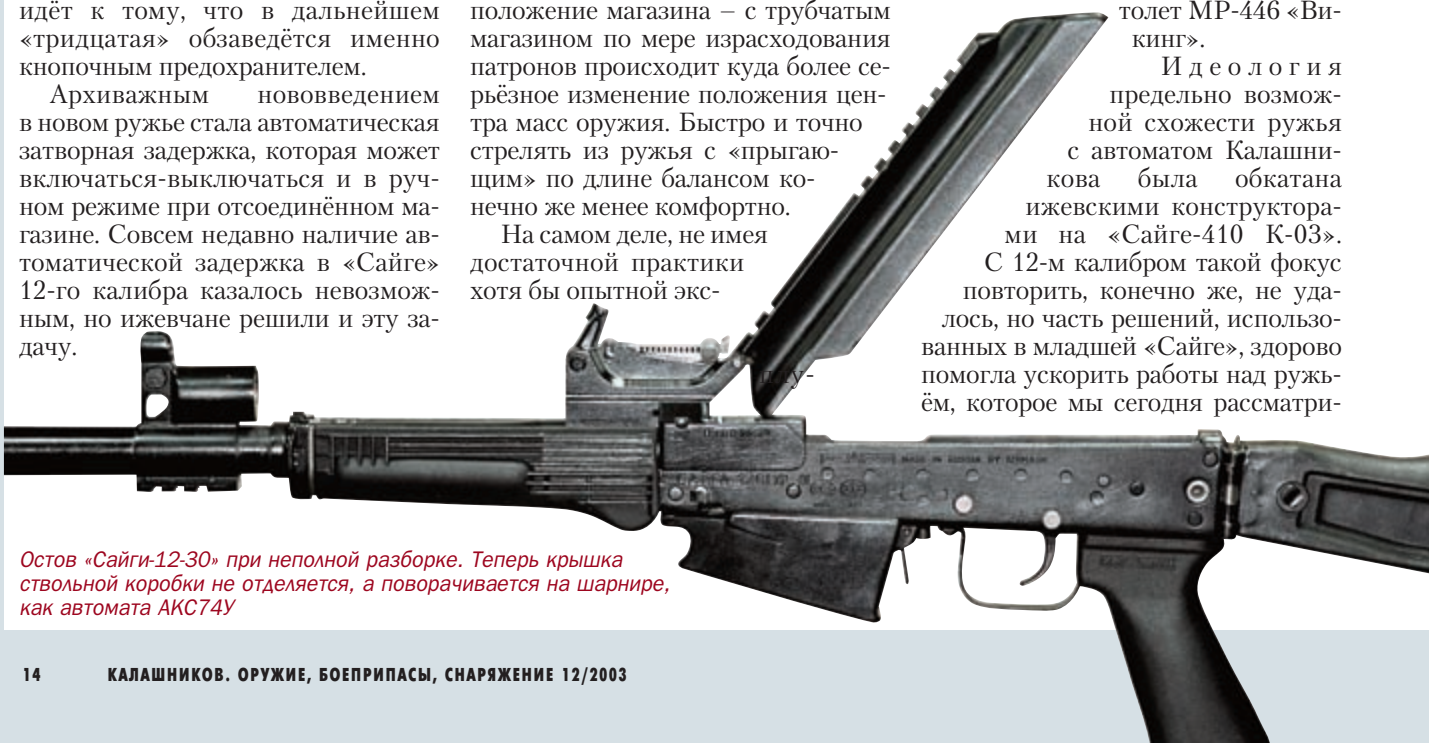 идёт к тому, что в дальнейшем
«тридцатая» обзаведётся именно
кнопочным предохранителем.
Архиважным нововведением
в новом ружье стала автоматическая
затворная задержка, которая может
включаться-выключаться и в руч-
ном режиме при отсоединённом ма-
газине. Совсем недавно наличие ав-
томатической задержка в «Сайге»
12-го калибра казалось невозмож-
ным, но ижевчане решили и эту за-
дачу.
положение магазина – с трубчатым
магазином по мере израсходования
патронов происходит куда более се-
рьёзное изменение положения цен-
тра масс оружия. Быстро и точно
стрелять из ружья с «прыгаю-
щим» по длине балансом ко-
нечно же менее комфортно.
На самом деле, не имея
достаточной практики
хотя бы опытной экс-
толет МР-446 «Ви-
кинг».
Идеология
предельно возмож-
ной схожести ружья
с автоматом Калашни-
кова была обкатана
ижевскими конструктора-
ми на «Сайге-410 К-03».
С 12-м калибром такой фокус
повторить, конечно же, не уда-
лось, но часть решений, использо-
ванных в младшей «Сайге», здорово
помогла ускорить работы над ружь-
ём, которое мы сегодня рассматри-
MADE IN RUSSIA BY IZHMASH
Остов «Сайги-12-30» при неполной разборке. Теперь крышка
ствольной коробки не отделяется, а поворачивается на шарнире,
как автомата АКС74У
14 КАЛАШНИКОВ. ОРУЖИЕ, БОЕПРИПАСЫ, СНАРЯЖЕНИЕ 12/2003